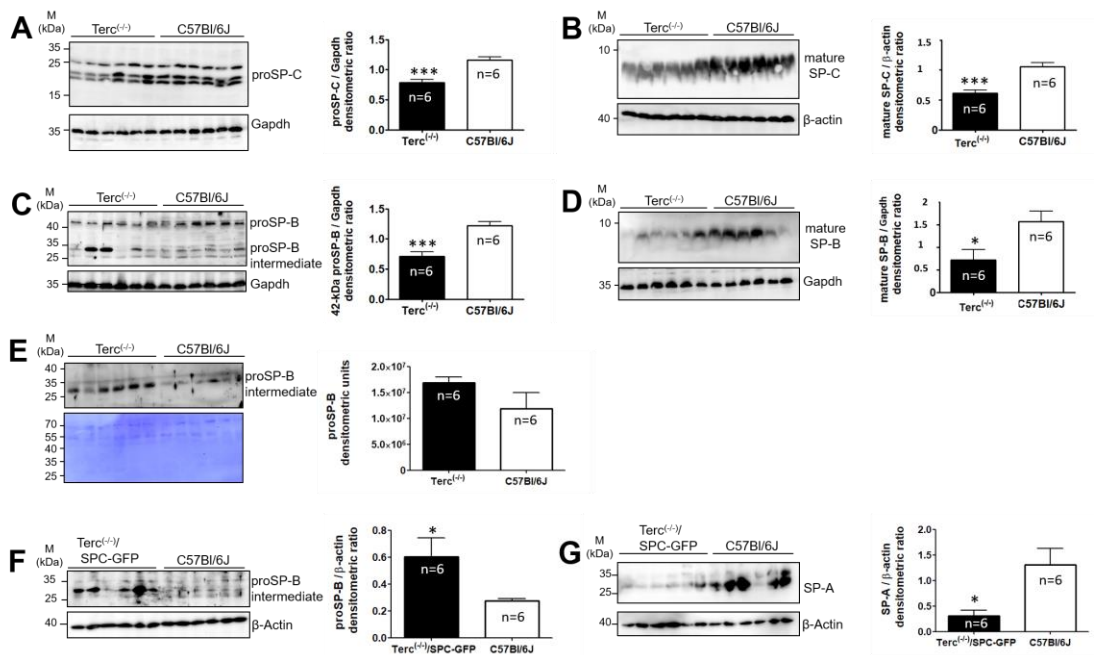 A
M
(kDa)
Terc(-/-)
C57Bl/6J
35
25
15
proSP-C
35
Gapdh
proSP-C / Gapdh
densitometric ratio
1.5
1.0
0.5
0.0
***
n=6
n=6
Terc(-/-)
C57Bl/6J
B
M
(kDa)
Terc(-/-)
C57Bl/6J
10
mature
SP-C
40
β-actin
mature SP-C / β-actin
densitometric ratio
1.5
1.0
0.5
0
***
n=6
n=6
Terc(-/-)
C57Bl/6J
C
M
(kDa)
Terc(-/-)
C57Bl/6J
40
35
25
proSP-B
proSP-B
intermediate
35
Gapdh
42-kDa proSP-B / Gapdh
densitometric ratio
1.5
1.0
0.5
0.0
***
n=6
n=6
Terc(-/-)
C57Bl/6J
D
M
(kDa)
Terc(-/-)
C57Bl/6J
10
mature
SP-B
35
Gapdh
mature SP-B / Gapdh
densitometric ratio
2
1.5
1
0.5
0
*
n=6
n=6
Terc(-/-)
C57Bl/6J
E
M
(kDa)
Terc(-/-)
C57Bl/6J
40
35
25
proSP-B
intermediate
70
55
40
35
25
proSP-B
densitometric units
2.0×10⁷
1.5×10⁷
1.0×10⁷
5.0×10⁶
0
n=6
n=6
Terc(-/-)
C57Bl/6J
F
M
(kDa)
Terc(-/-)/
SPC-GFP
C57Bl/6J
35
25
proSP-B
intermediate
40
β-Actin
proSP-B / β-actin
densitometric ratio
0.8
0.6
0.4
0.2
0
*
n=6
n=6
Terc(-/-)/SPC-GFP
C57Bl/6J
G
M
(kDa)
Terc(-/-)/
SPC-GFP
C57Bl/6J
35
25
SP-A
40
β-Actin
SP-A / β-actin
densitometric ratio
2.0
1.5
1.0
0.5
0.0
*
n=6
n=6
Terc(-/-)/SPC-GFP
C57Bl/6J